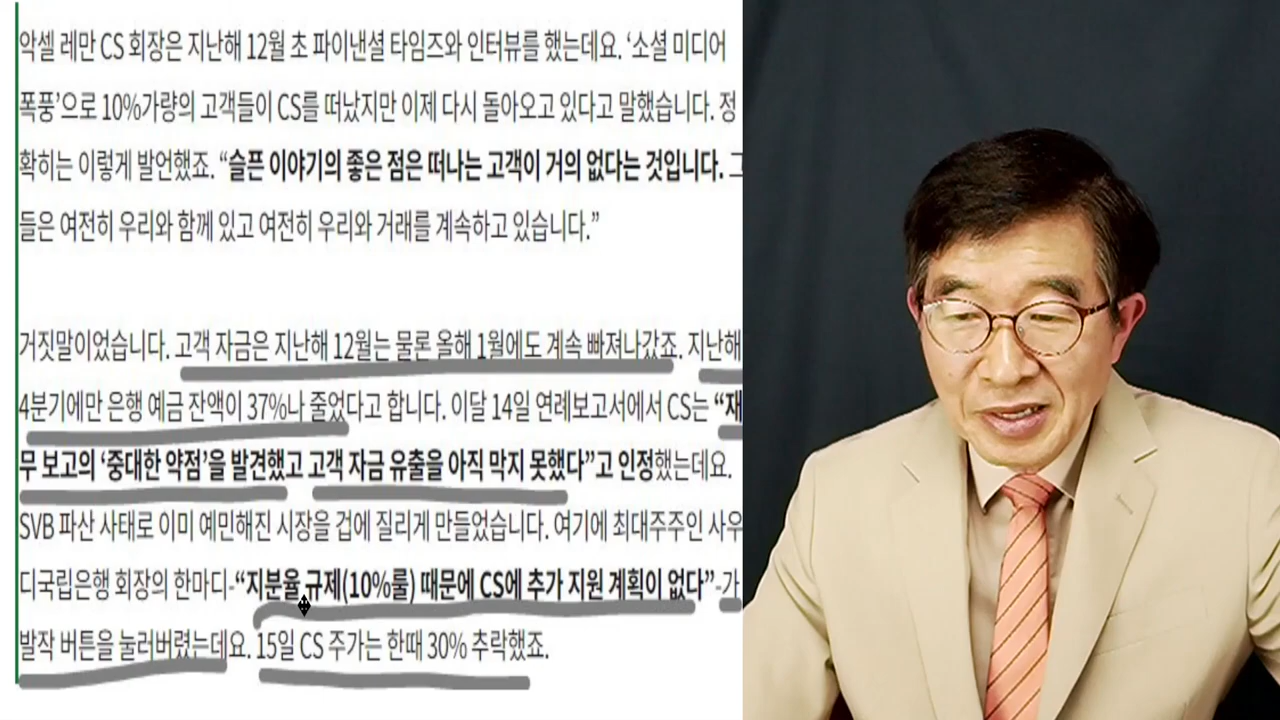 악셀 레만 CS 회장은 지난해 12월 초 파이낸셜 타임즈와 인터뷰를 했는데요. ‘소셜 미디어
폭풍’으로 10%가량의 고객들이 CS를 떠났지만 이제 다시 돌아오고 있다고 말했습니다. 정
확히는 이렇게 발언했죠. “슬픈 이야기의 좋은 점은 떠나는 고객이 거의 없다는 것입니다. 그
들은 여전히 우리와 함께 있고 여전히 우리와 거래를 계속하고 있습니다.”
거짓말이었습니다. 고객 자금은 지난해 12월는 물론 올해 1월에도 계속 빠져나갔죠. 지난해
4분기에만 은행 예금 잔액이 37%나 줄었다고 합니다. 이달 14일 연례보고서에서 CS는 “재
무 보고의 ‘중대한 약점’을 발견했고 고객 자금 유출을 아직 막지 못했다”고 인정했는데요.
SVB 파산 사태로 이미 예민해진 시장을 겁에 질리게 만들었습니다. 여기에 최대주주인 사우
디국립은행 회장의 한마디-“지분율 규제(10%룰) 때문에 CS에 추가 지원 계획이 없다”-가
발작 버튼을 눌러버렸는데요. 15일 CS 주가는 한때 30% 추락했죠.